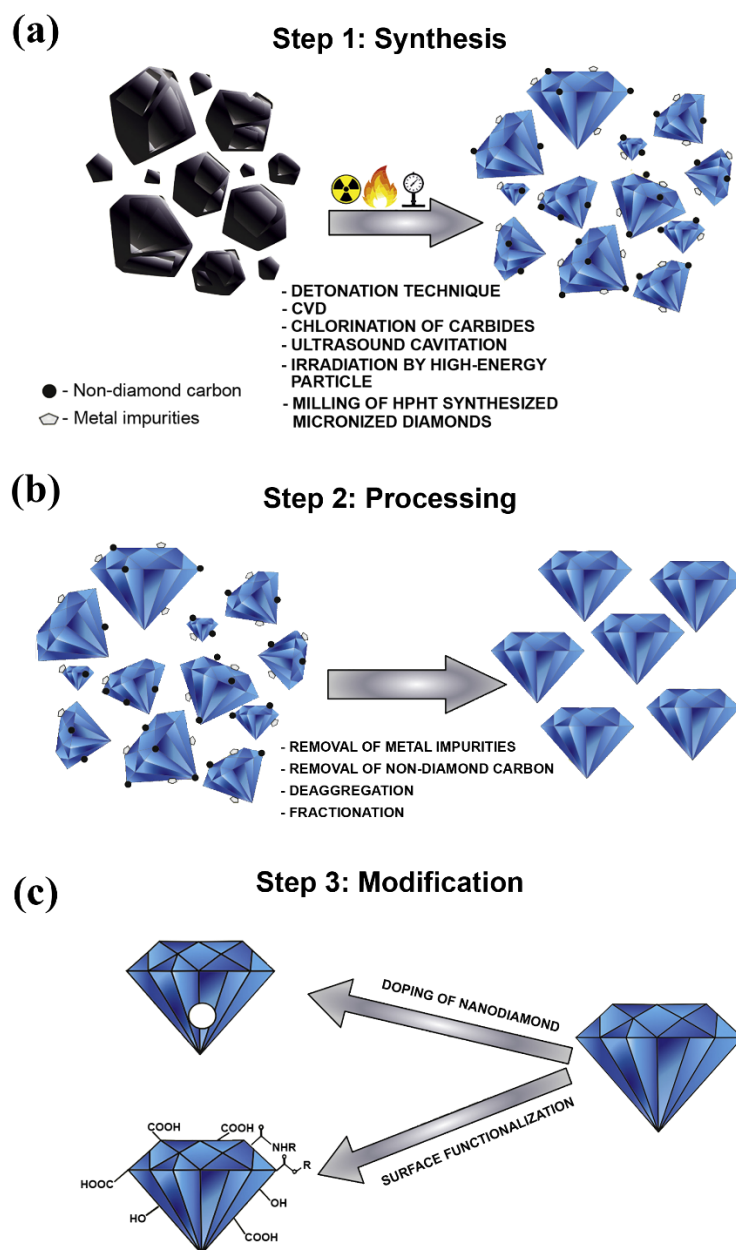 (a)
Step 1: Synthesis
- DETONATION TECHNIQUE
- CVD
- CHLORINATION OF CARBIDES
- ULTRASOUND CAVITATION
- IRRADIATION BY HIGH-ENERGY
PARTICLE
- MILLING OF HPHT SYNTHESIZED
MICRONIZED DIAMONDS
- Non-diamond carbon
- Metal impurities
(b)
Step 2: Processing
- REMOVAL OF METAL IMPURITIES
- REMOVAL OF NON-DIAMOND CARBON
- DEAGGREGATION
- FRACTIONATION
(c)
Step 3: Modification
DOPING OF NANODIAMOND
SURFACE FUNCTIONALIZATION
COOH
COOH
O
NHR
O
R
HOOC
OH
HO
COOH